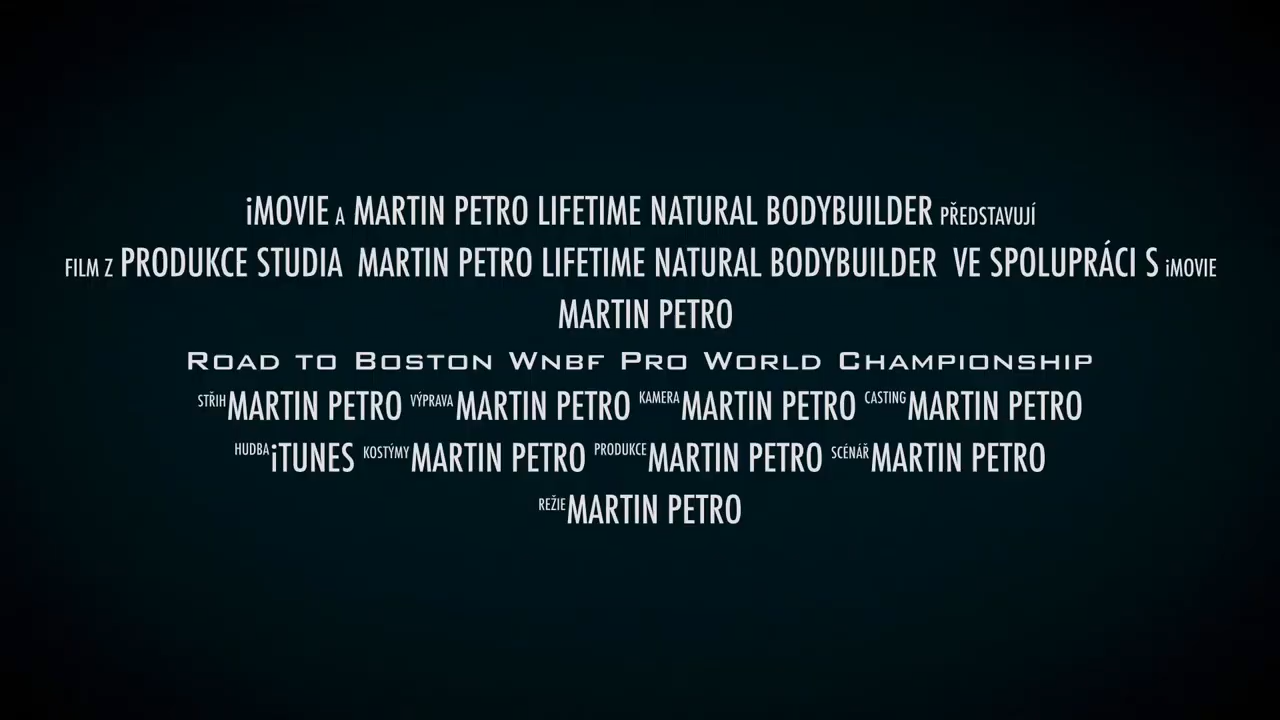 iMOVIE A MARTIN PETRO LIFETIME NATURAL BODYBUILDER PŘEDSTAVUJÍ
FILM Z PRODUKCE STUDIA MARTIN PETRO LIFETIME NATURAL BODYBUILDER VE SPOLUPRÁCI S iMOVIE
MARTIN PETRO
ROAD TO BOSTON WNBF PRO WORLD CHAMPIONSHIP
STŘIH MARTIN PETRO VÝPRAVA MARTIN PETRO KAMERA MARTIN PETRO CASTING MARTIN PETRO
HUDBA iTUNES KOSTÝMY MARTIN PETRO PRODUKCE MARTIN PETRO SCÉNÁŘ MARTIN PETRO
REŽIE MARTIN PETRO